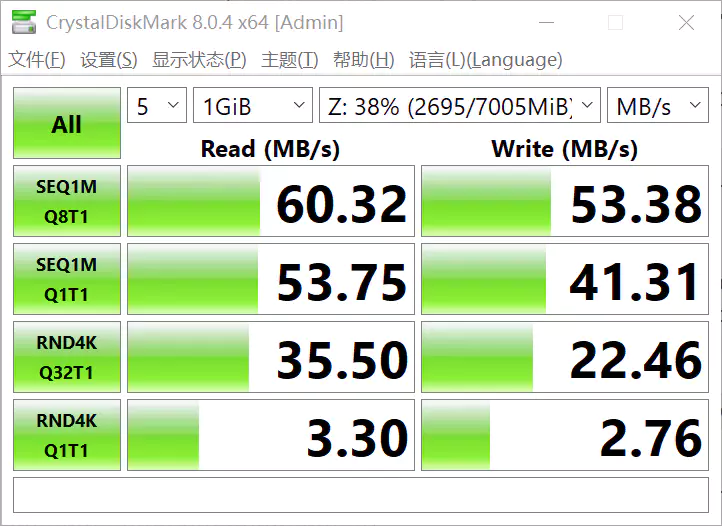 CrystalDiskMark 8.0.4 x64 [Admin]
文件(F) 设置(S) 显示状态(P) 主题(T) 帮助(H) 语言(L)(Language)
All 5 1GiB Z: 38% (2695/7005MiB) MB/s
Read (MB/s) Write (MB/s)
SEQ1M
Q8T1
60.32 53.38
SEQ1M
Q1T1
53.75 41.31
RND4K
Q32T1
35.50 22.46
RND4K
Q1T1
3.30 2.76